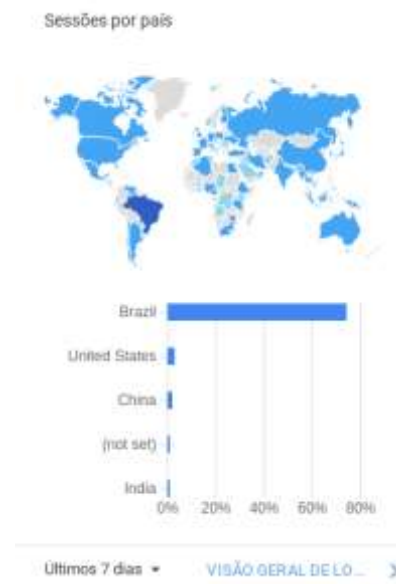 Sessões por país
Brazil
United States
China
(not set)
India
0% 20% 40% 60% 80%
Últimos 7 dias VISÃO GERAL DE LO...